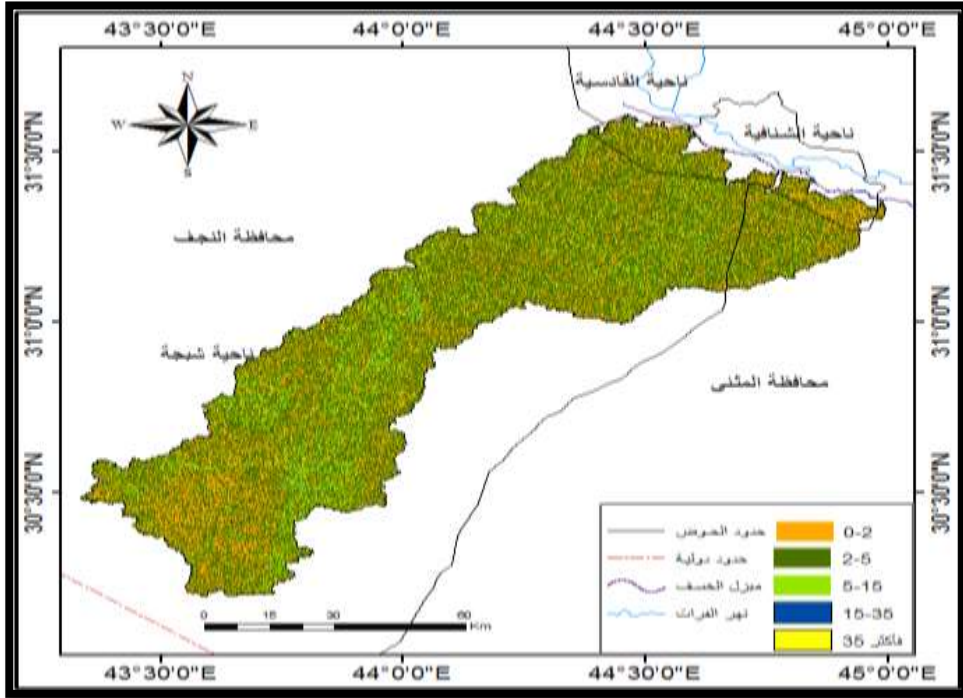 43°30'0"E 44°0'0"E 44°30'0"E 45°0'0"E
ناحية القادسية
N
W E
S
ناحية الشنافية
31°30'0"N 31°30'0"N
محافظة النجف
31°0'0"N 31°0'0"N
ناحية شبجة
محافظة المثنى
30°30'0"N 30°30'0"N
حدود الحوض 0-2
حدود دولية 2-5
مبزل الخسف 5-15
نهر الفرات 15-35
35 فأكثر
0 15 30 60
Km
43°30'0"E 44°0'0"E 44°30'0"E 45°0'0"E